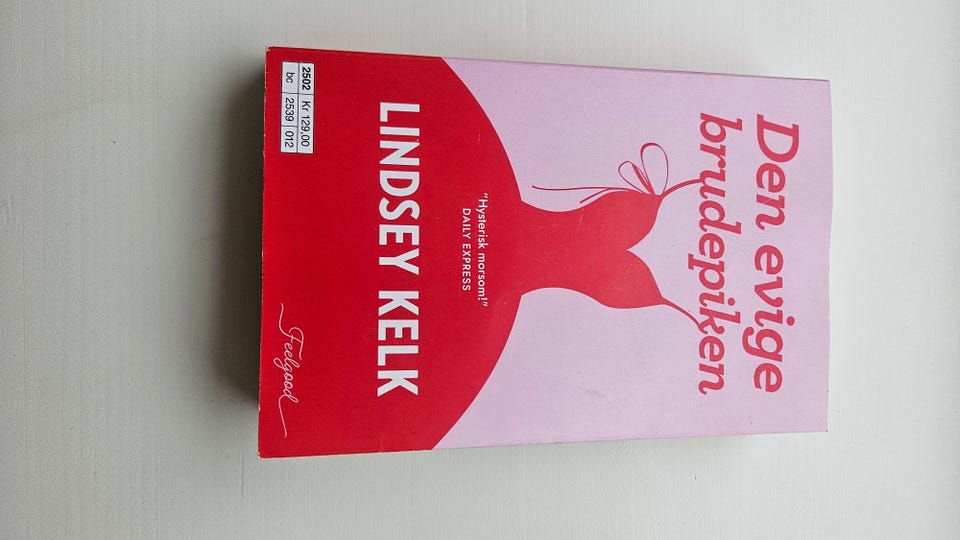 Den evige
brudepiken
"Hysterisk morsom!"
DAILY EXPRESS
LINDSEY KELK
2502 Kr 129,00
bc 2539 012
Feelgood